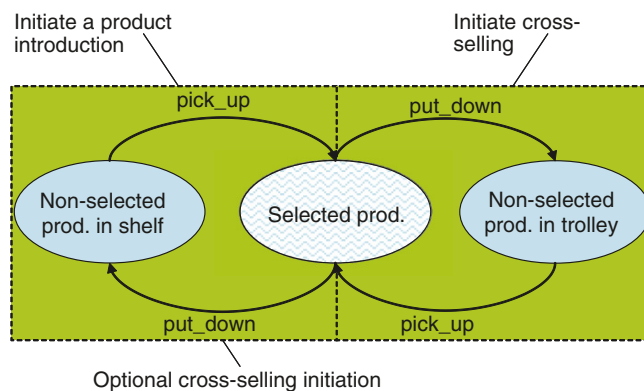 Initiate a product
introduction
Initiate cross-
selling
pick_up
put_down
Non-selected
prod. in shelf
Selected prod.
Non-selected
prod. in trolley
put_down
pick_up
Optional cross-selling initiation